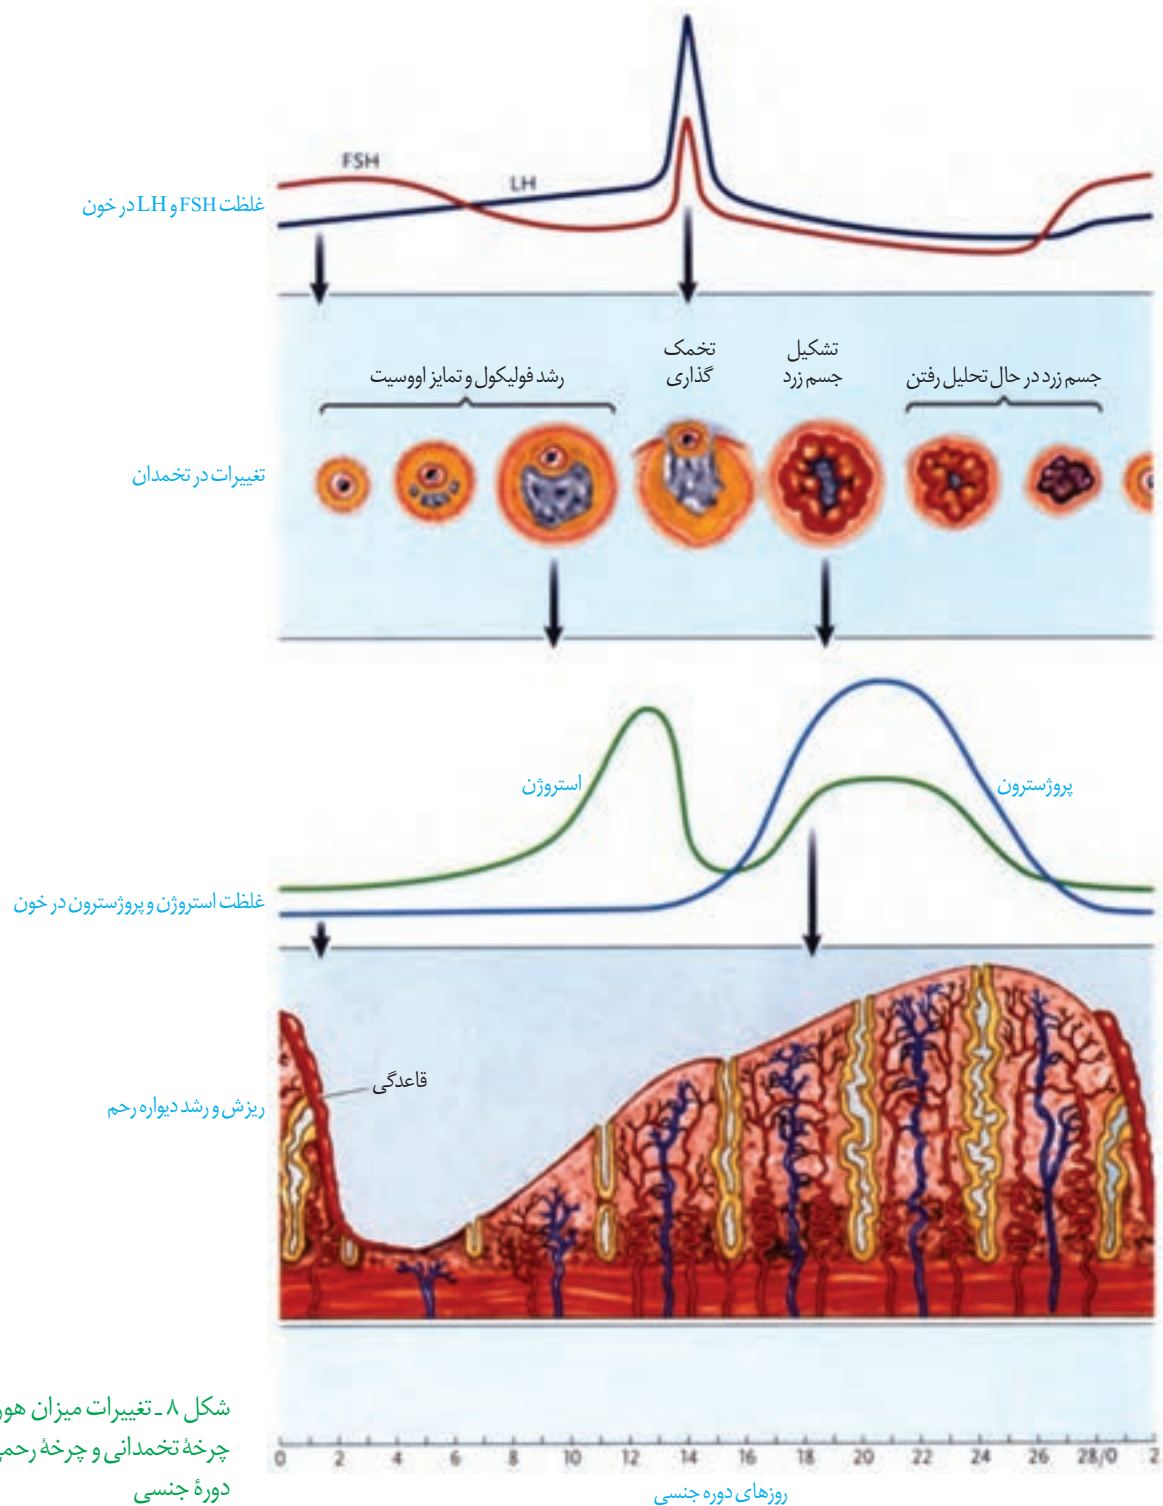 FSH
LH
غلظت FSH و LH در خون
تخمک
گذاری
تشکیل
جسم زرد
رشد فولیکول و تمایز اووسیت
جسم زرد در حال تحلیل رفتن
تغییرات در تخمدان
استروژن
پروژسترون
غلظت استروژن و پروژسترون در خون
قاعدگی
ریزش و رشد دیواره رحم
شکل ۸ ـ تغییرات میزان هور
چرخهٔ تخمدانی و چرخهٔ رحمی
دورهٔ جنسی
0 2 4 6 8 10 12 14 16 18 20 22 24 26 28/0 2
روزهای دوره جنسی